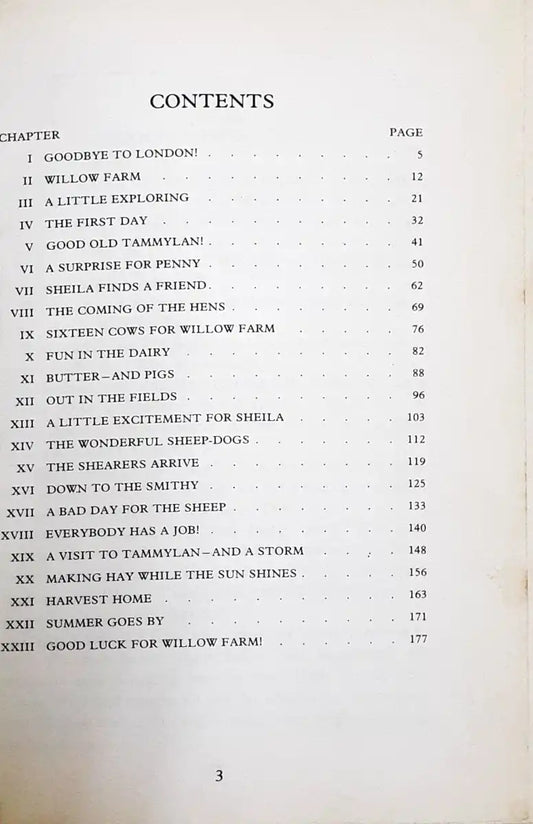 CONTENTS
CHAPTER PAGE
I GOODBYE TO LONDON! . . . . . . . . . 5
II WILLOW FARM . . . . . . . . . . 12
III A LITTLE EXPLORING . . . . . . . . . 21
IV THE FIRST DAY . . . . . . . . . . 32
V GOOD OLD TAMMYLAN! . . . . . . . . . 41
VI A SURPRISE FOR PENNY . . . . . . . . . 50
VII SHEILA FINDS A FRIEND . . . . . . . . . 62
VIII THE COMING OF THE HENS . . . . . . . . 69
IX SIXTEEN COWS FOR WILLOW FARM . . . . . . 76
X FUN IN THE DAIRY . . . . . . . . . 82
XI BUTTER—AND PIGS . . . . . . . . . 88
XII OUT IN THE FIELDS . . . . . . . . . 96
XIII A LITTLE EXCITEMENT FOR SHEILA . . . . . 103
XIV THE WONDERFUL SHEEP-DOGS . . . . . . . 112
XV THE SHEARERS ARRIVE . . . . . . . . . 119
XVI DOWN TO THE SMITHY . . . . . . . . . 125
XVII A BAD DAY FOR THE SHEEP . . . . . . . . 133
XVIII EVERYBODY HAS A JOB! . . . . . . . . . 140
XIX A VISIT TO TAMMYLAN—AND A STORM . . . . 148
XX MAKING HAY WHILE THE SUN SHINES . . . . . 156
XXI HARVEST HOME . . . . . . . . . . 163
XXII SUMMER GOES BY . . . . . . . . . 171
XXIII GOOD LUCK FOR WILLOW FARM! . . . . . . 177
3